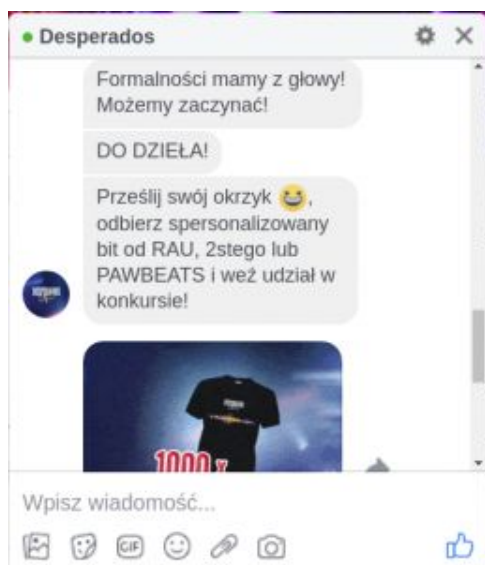 Desperados
Formalności mamy z głowy!
Możemy zaczynać!
DO DZIEŁA!
Prześlij swój okrzyk 😆,
odbierz spersonalizowany
bit od RAU, 2stego lub
PAWBEATS i weź udział w
konkursie!
1000 x
Wpisz wiadomość...
GIF